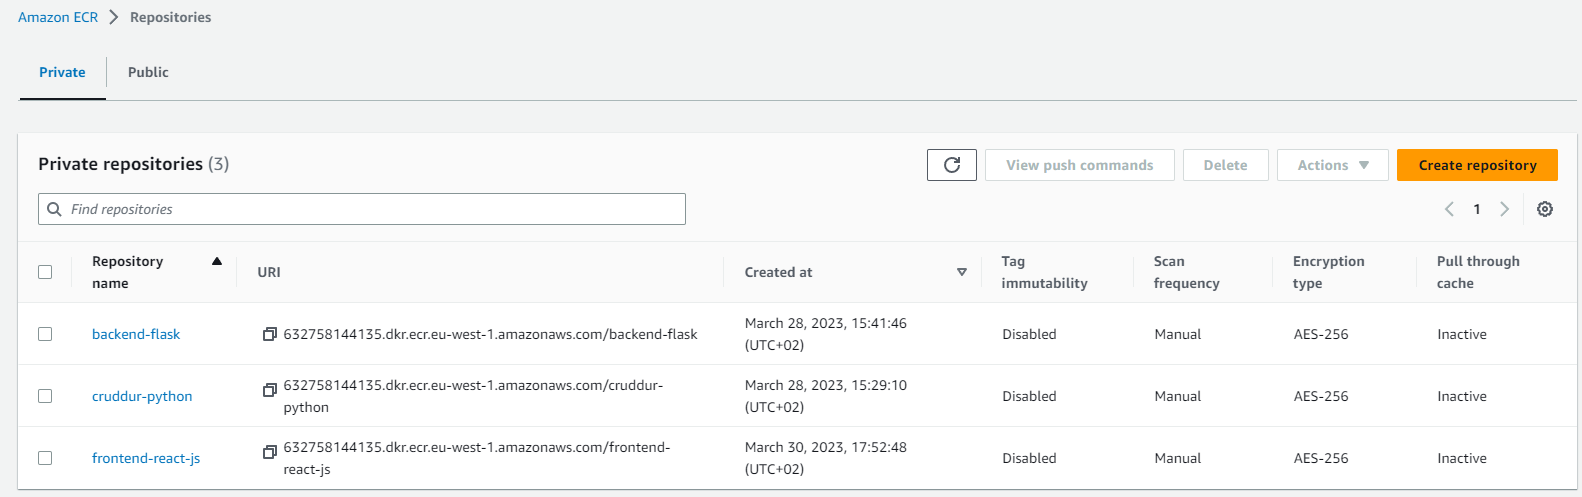 Amazon ECR > Repositories
Private Public
Private repositories (3)
View push commands Delete Actions Create repository
Find repositories
1
Repository name URI Created at Tag immutability Scan frequency Encryption type Pull through cache
backend-flask 632758144135.dkr.ecr.eu-west-1.amazonaws.com/backend-flask March 28, 2023, 15:41:46 (UTC+02) Disabled Manual AES-256 Inactive
cruddur-python 632758144135.dkr.ecr.eu-west-1.amazonaws.com/cruddur-python March 28, 2023, 15:29:10 (UTC+02) Disabled Manual AES-256 Inactive
frontend-react-js 632758144135.dkr.ecr.eu-west-1.amazonaws.com/frontend-react-js March 30, 2023, 17:52:48 (UTC+02) Disabled Manual AES-256 Inactive